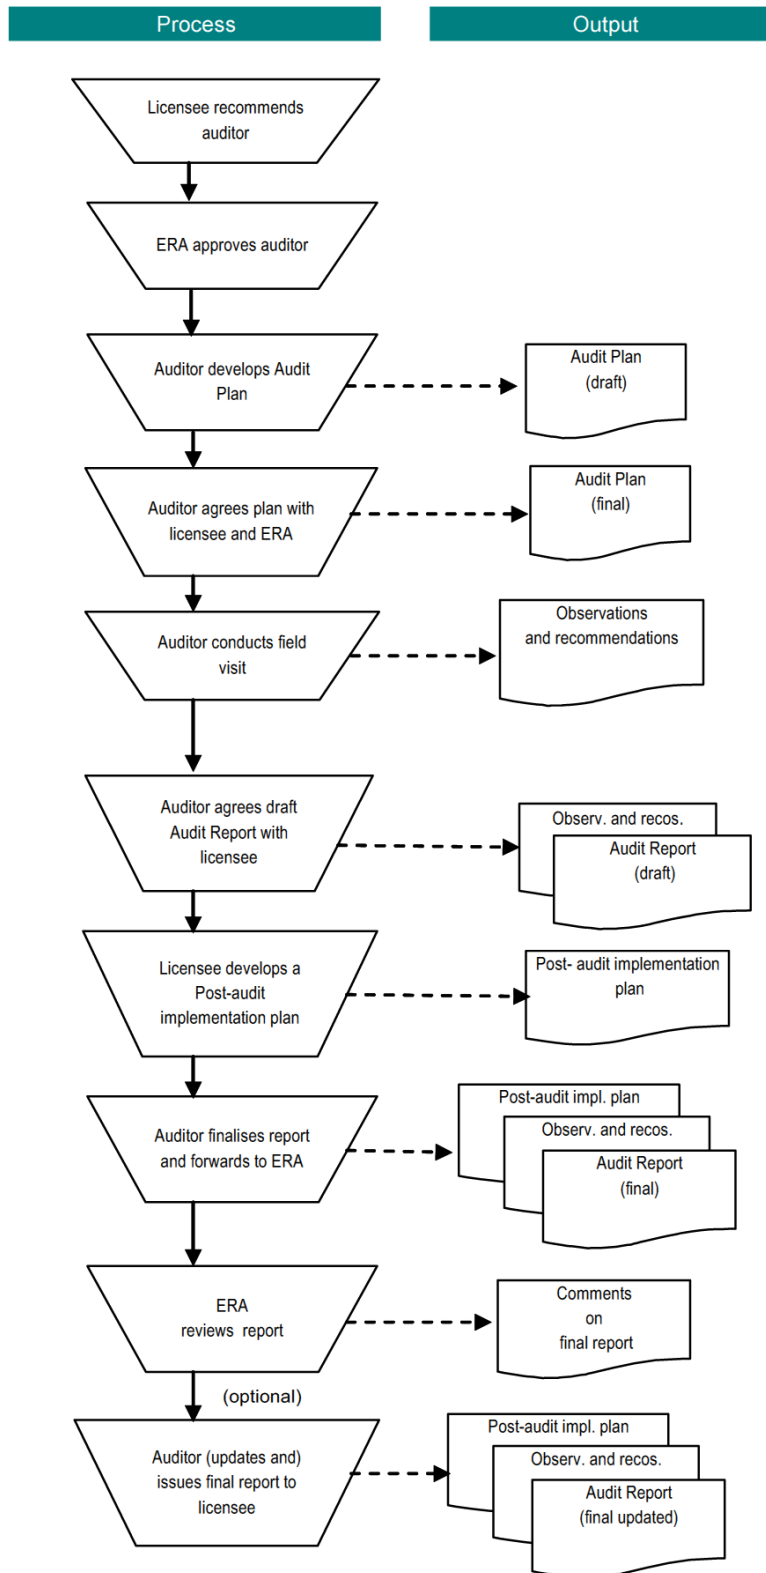 Process
Output
Licensee recommends
auditor
ERA approves auditor
Auditor develops Audit
Plan
Audit Plan
(draft)
Auditor agrees plan with
licensee and ERA
Audit Plan
(final)
Auditor conducts field
visit
Observations
and recommendations
Auditor agrees draft
Audit Report with
licensee
Observ. and recos.
Audit Report
(draft)
Licensee develops a
Post-audit
implementation plan
Post- audit implementation
plan
Auditor finalises report
and forwards to ERA
Post-audit impl. plan
Observ. and recos.
Audit Report
(final)
ERA
reviews report
Comments
on
final report
(optional)
Auditor (updates and)
issues final report to
licensee
Post-audit impl. plan
Observ. and recos.
Audit Report
(final updated)